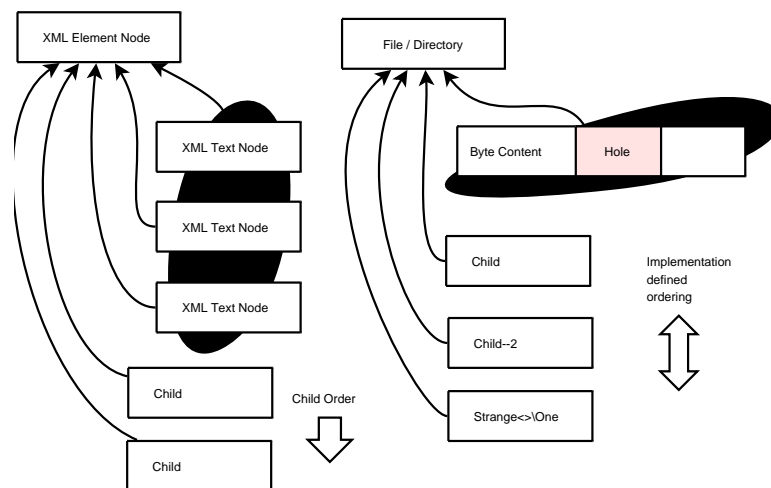 XML Element Node
File / Directory
XML Text Node
Byte Content
Hole
XML Text Node
Child
Implementation
defined
ordering
XML Text Node
Child--2
Child
Child Order
Strange<>\One
Child